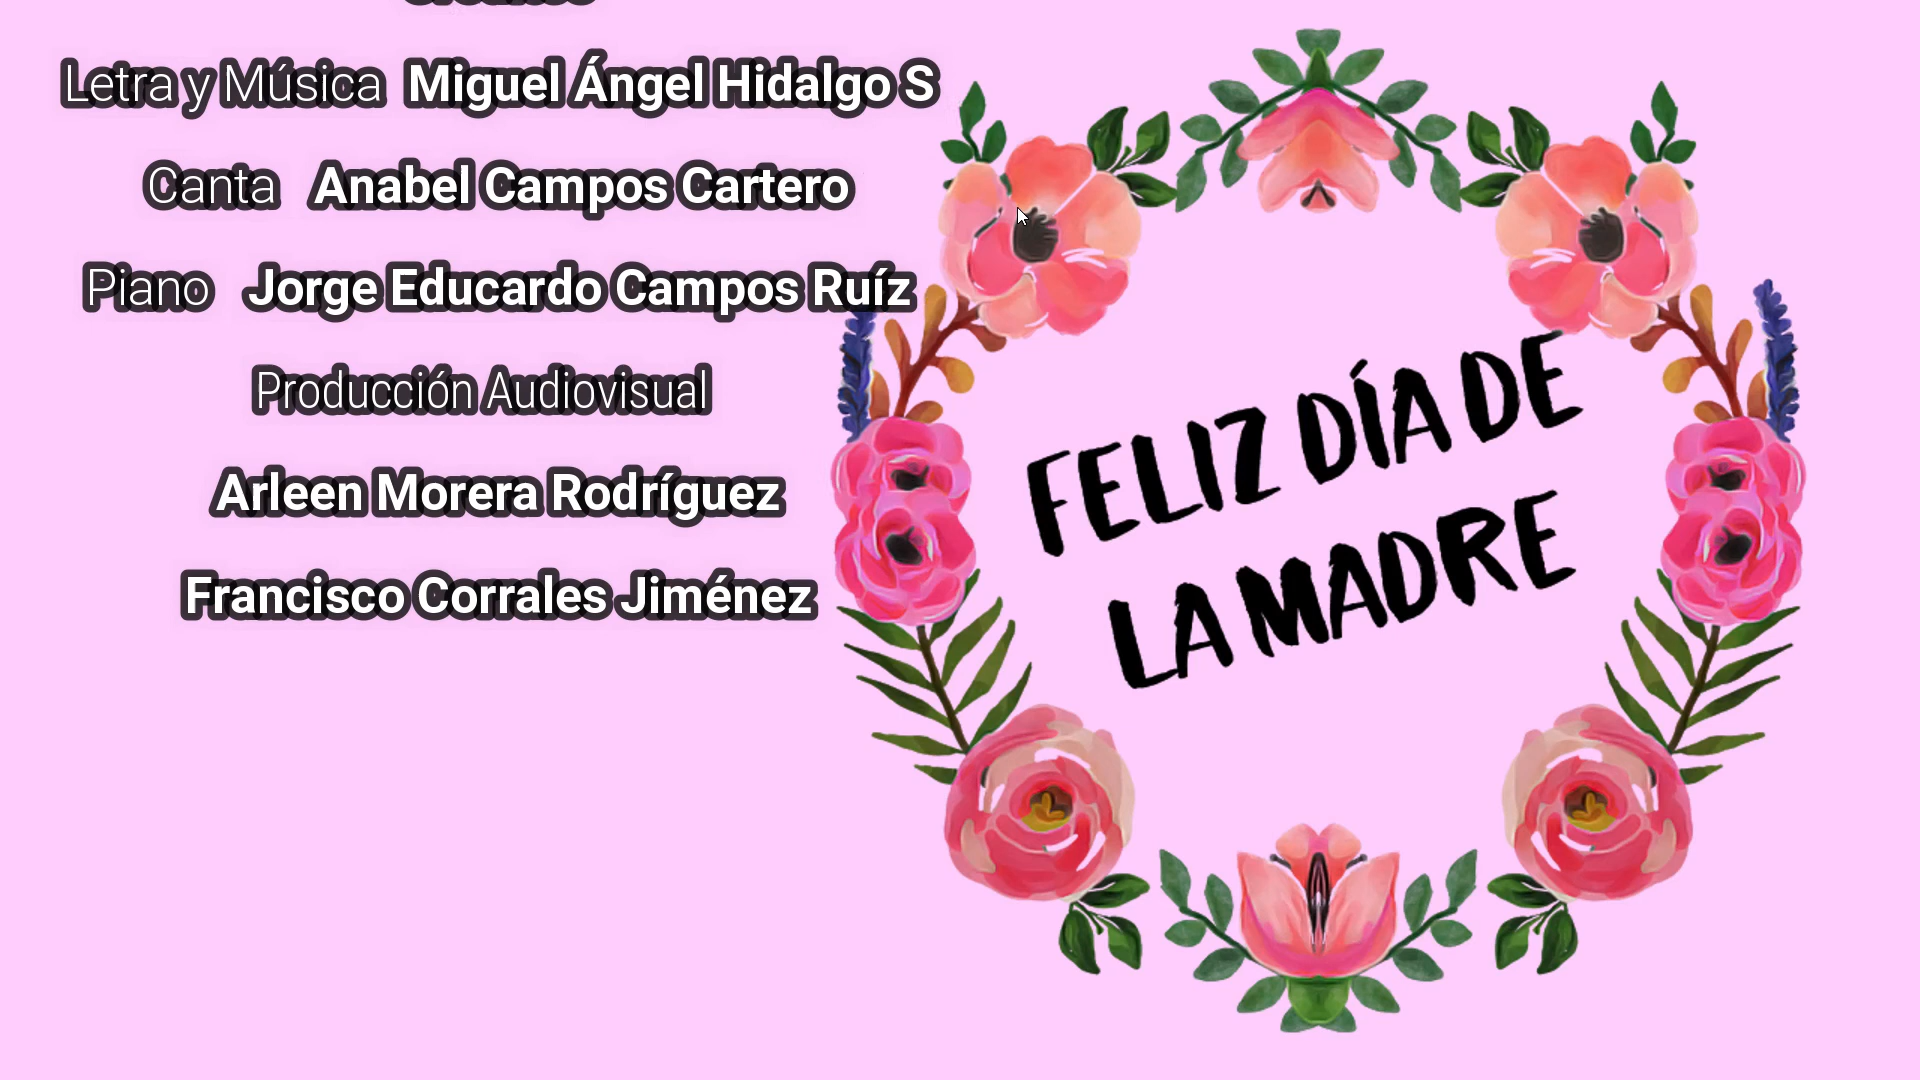 Letra y Música Miguel Ángel Hidalgo S
Canta Anabel Campos Cartero
Piano Jorge Educardo Campos Ruíz
Producción Audiovisual
Arleen Morera Rodríguez
Francisco Corrales Jiménez
FELIZ DÍA DE
LA MADRE